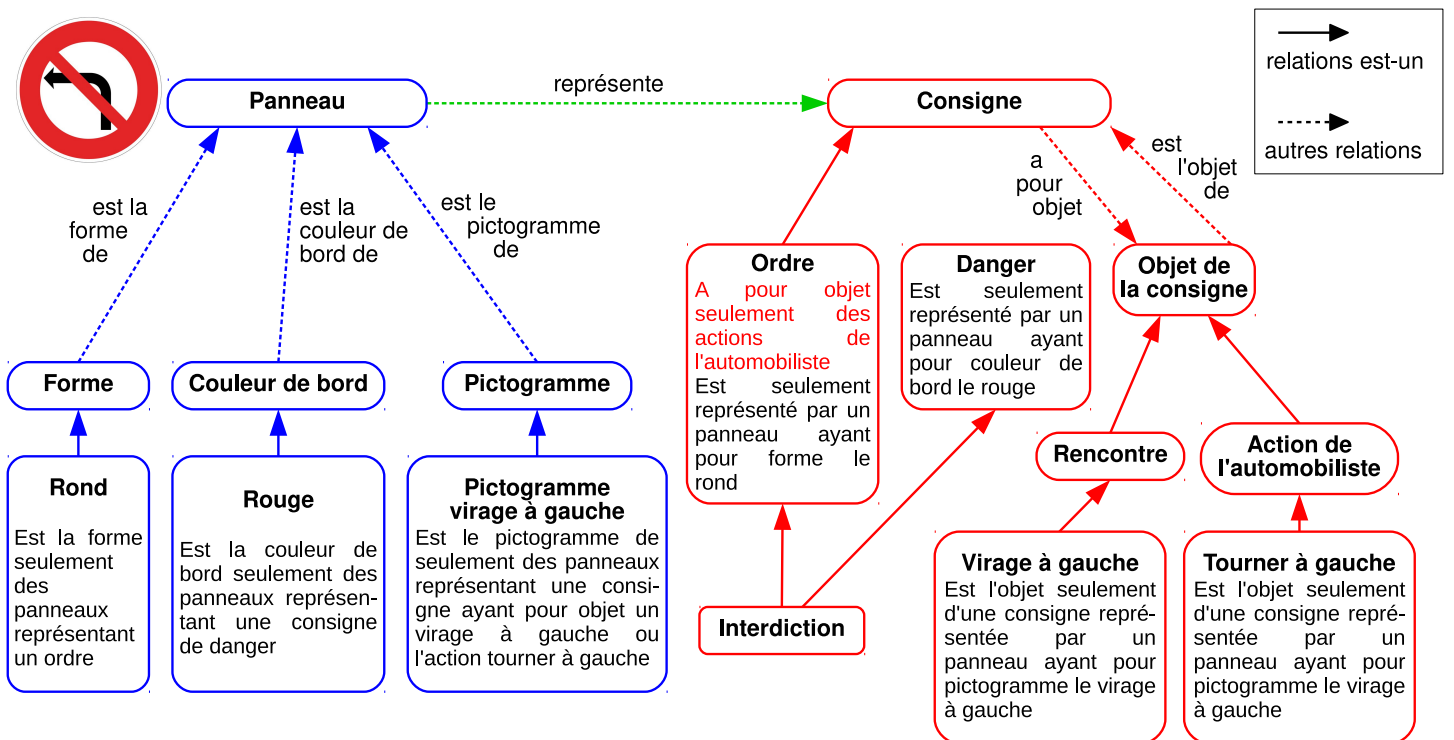 Panneau
représente
Consigne
relations est-un
autres relations
est la
forme
de
est la
couleur de
bord de
est le
pictogramme
de
a
pour
objet
est
l'objet
de
Ordre
A pour objet
seulement des
actions de
l'automobiliste
Est seulement
représenté par un
panneau ayant
pour forme le
rond
Danger
Est seulement
représenté par un
panneau ayant
pour couleur de
bord le rouge
Objet de
la consigne
Forme
Couleur de bord
Pictogramme
Rencontre
Action de
l'automobiliste
Rond
Est la forme
seulement
des
panneaux
représentant
un ordre
Rouge
Est la couleur de
bord seulement des
panneaux représen-
tant une consigne
de danger
Pictogramme
virage à gauche
Est le pictogramme de
seulement des panneaux
représentant une consi-
gne ayant pour objet un
virage à gauche ou
l'action tourner à gauche
Interdiction
Virage à gauche
Est l'objet seulement
d'une consigne repré-
sentée par un
panneau ayant pour
pictogramme le virage
à gauche
Tourner à gauche
Est l'objet seulement
d'une consigne repré-
sentée par un
panneau ayant pour
pictogramme le virage
à gauche